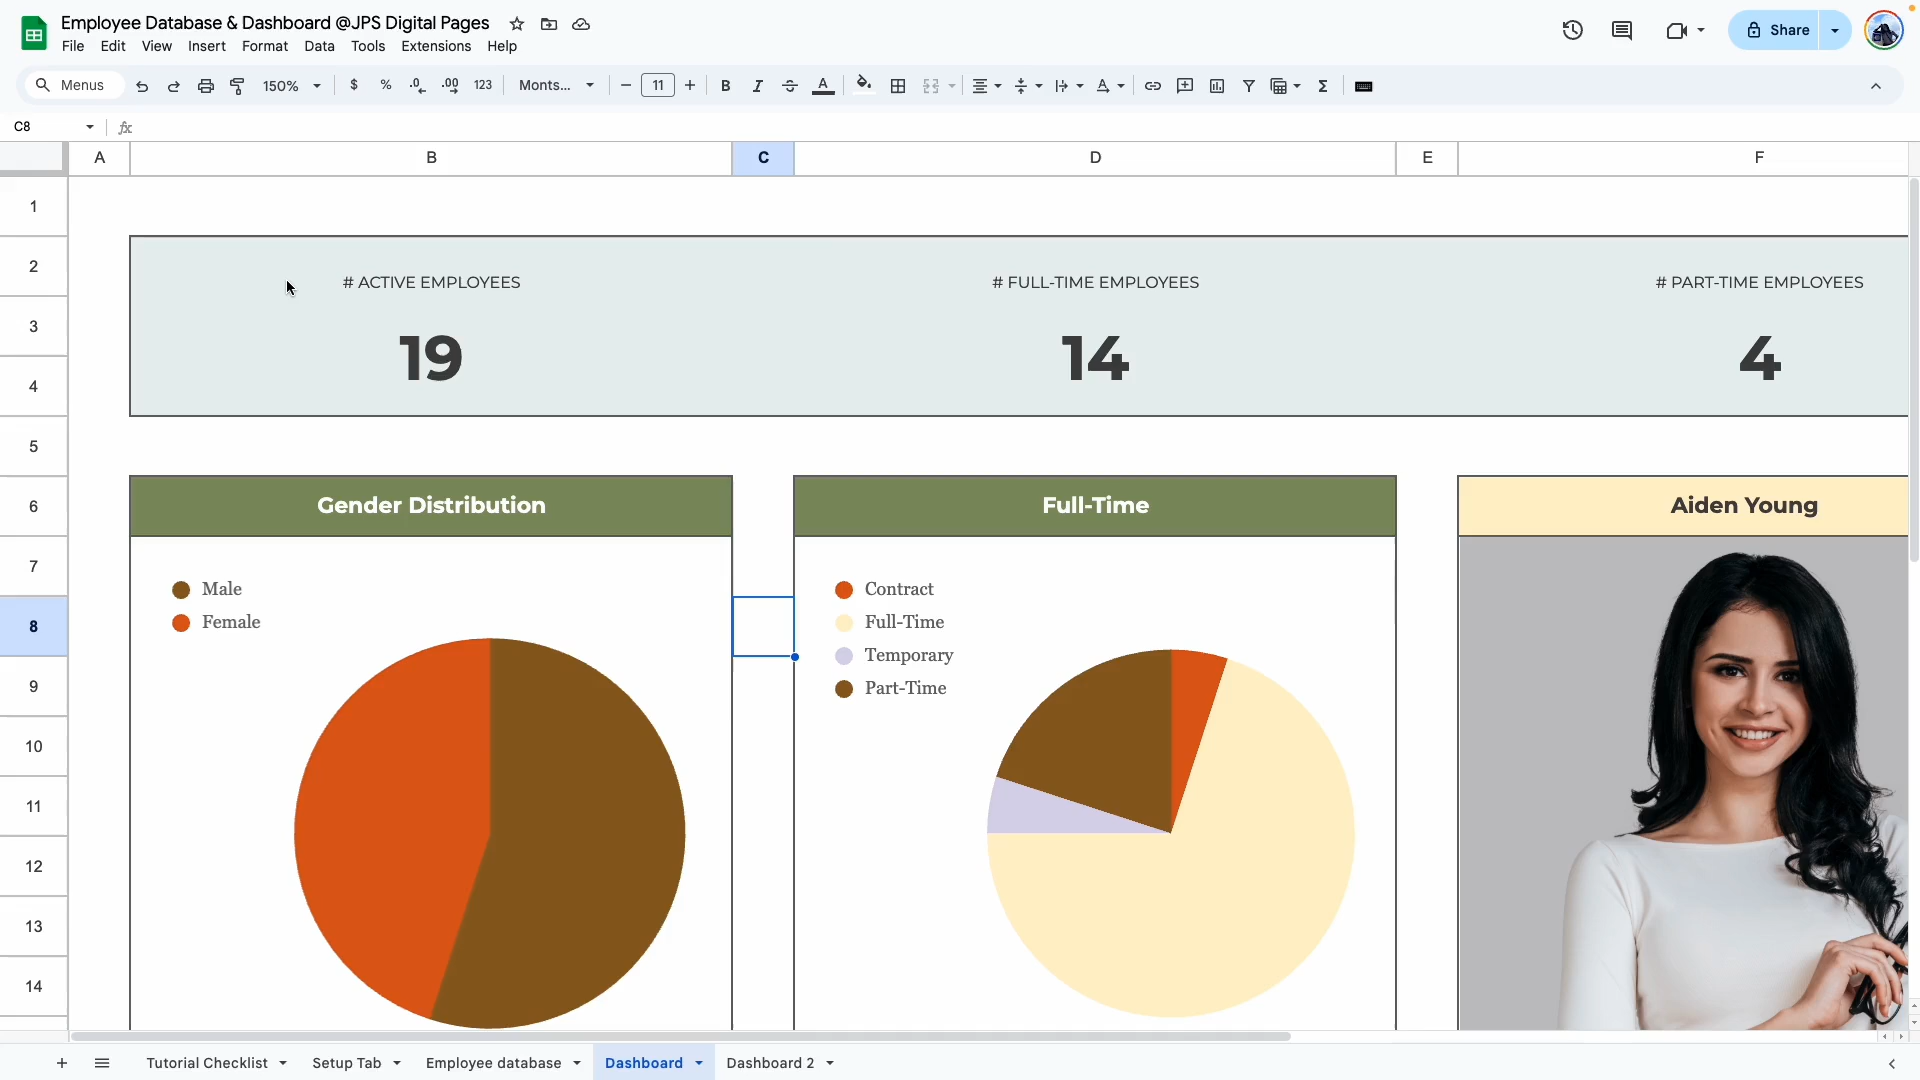 Employee Database & Dashboard @JPS Digital Pages
Share
File Edit View Insert Format Data Tools Extensions Help
Menus 150% $ % .0 .00 123 Monts... 11 B I S A A Σ
C8 fx
A B C D E F
1
2
# ACTIVE EMPLOYEES # FULL-TIME EMPLOYEES # PART-TIME EMPLOYEES
3
19 14 4
4
5
6 Gender Distribution Full-Time Aiden Young
7
Male Contract
Female Full-Time
8
Temporary
9
Part-Time
10
11
12
13
14
Tutorial Checklist Setup Tab Employee database Dashboard Dashboard 2